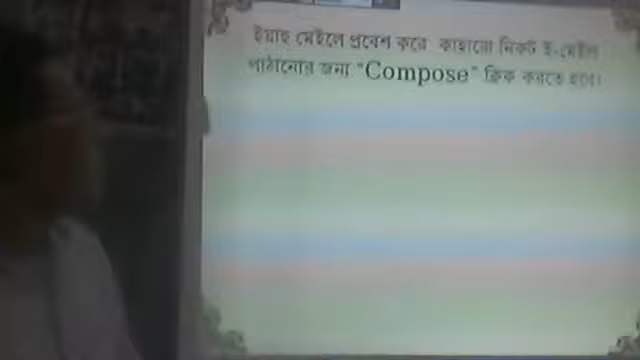 ইয়াহু মেইলে প্রবেশ করে কাহারো নিকট ই-মেইল
পাঠানোর জন্য “Compose” ক্লিক করতে হবে।